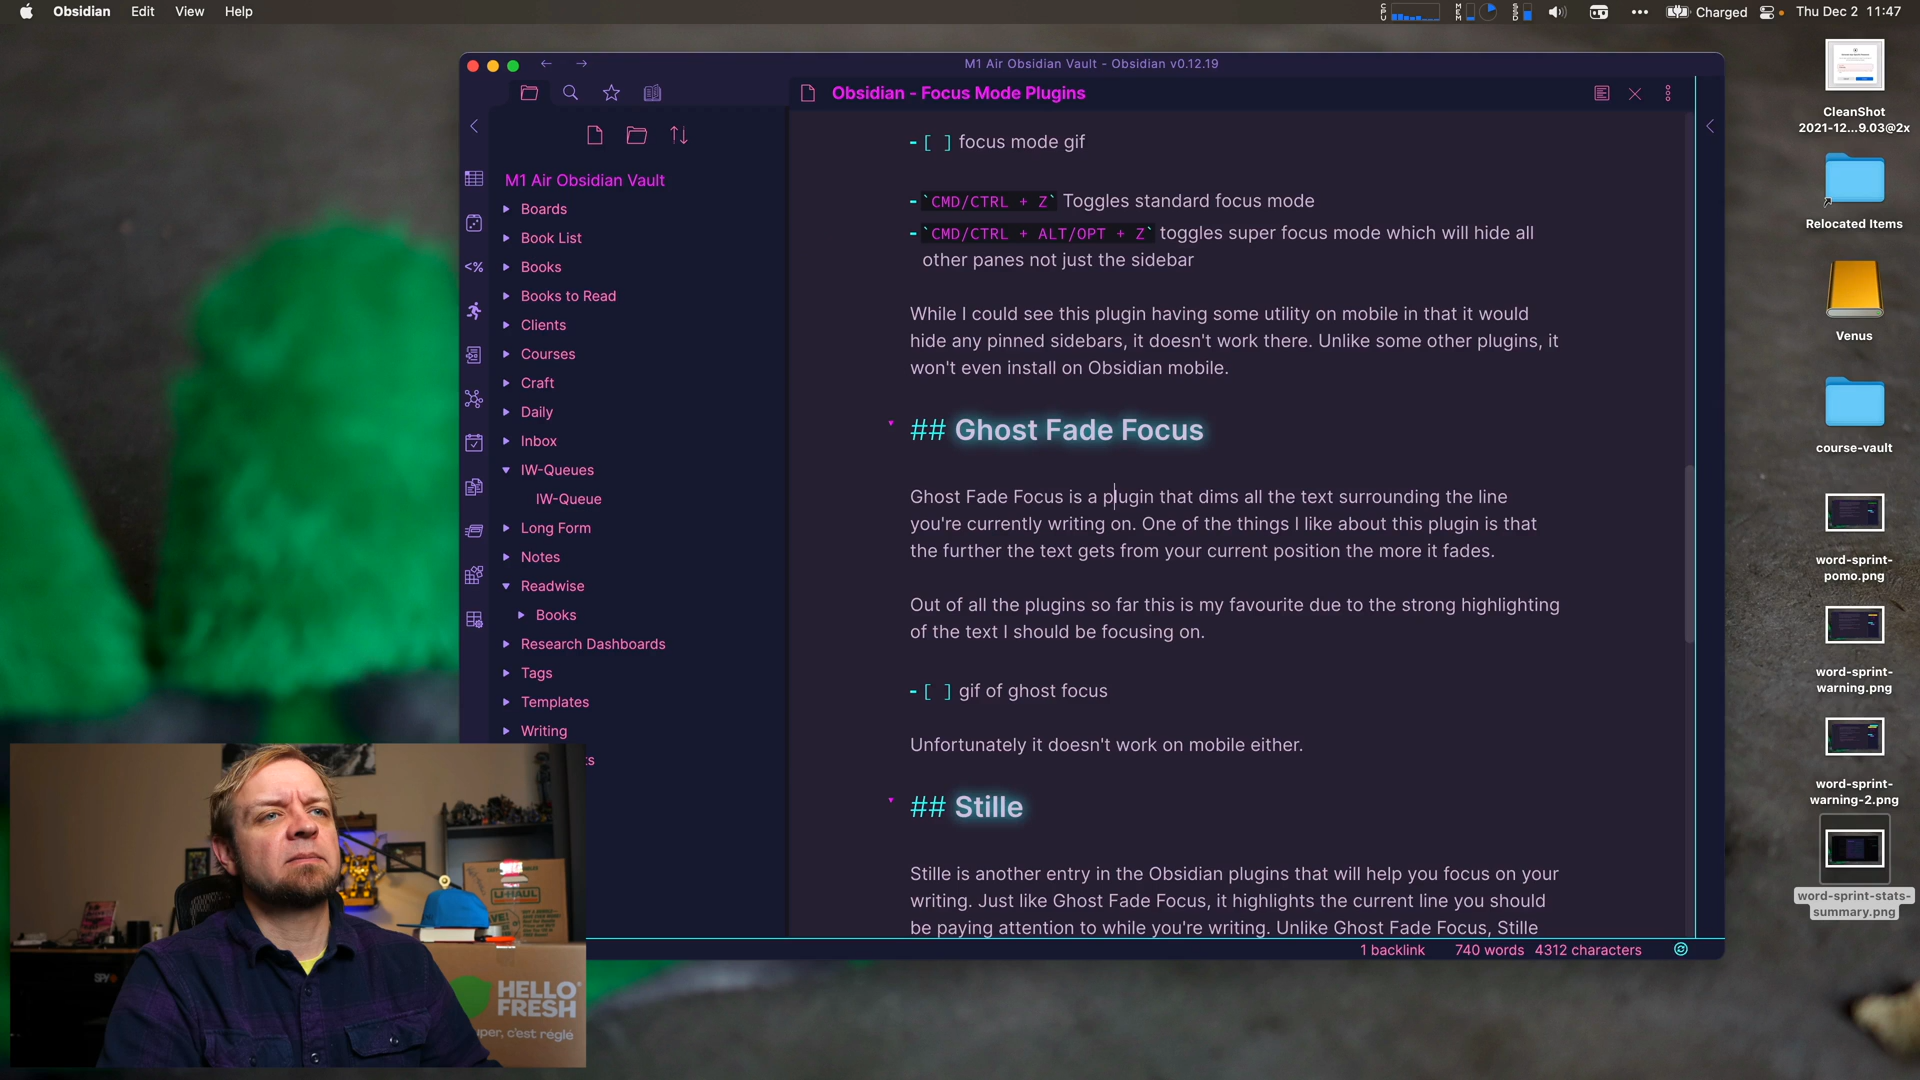 Obsidian Edit View Help
CPU MEM SSD Charged Thu Dec 2 11:47
M1 Air Obsidian Vault - Obsidian v0.12.19
Obsidian - Focus Mode Plugins
M1 Air Obsidian Vault
Boards
Book List
Books
Books to Read
Clients
Courses
Craft
Daily
Inbox
IW-Queues
IW-Queue
Long Form
Notes
Readwise
Books
Research Dashboards
Tags
Templates
Writing
<%
- [ ] focus mode gif
- `CMD/CTRL + Z` Toggles standard focus mode
- `CMD/CTRL + ALT/OPT + Z` toggles super focus mode which will hide all
other panes not just the sidebar
While I could see this plugin having some utility on mobile in that it would
hide any pinned sidebars, it doesn't work there. Unlike some other plugins, it
won't even install on Obsidian mobile.
## Ghost Fade Focus
Ghost Fade Focus is a plugin that dims all the text surrounding the line
you're currently writing on. One of the things I like about this plugin is that
the further the text gets from your current position the more it fades.
Out of all the plugins so far this is my favourite due to the strong highlighting
of the text I should be focusing on.
- [ ] gif of ghost focus
Unfortunately it doesn't work on mobile either.
## Stille
Stille is another entry in the Obsidian plugins that will help you focus on your
writing. Just like Ghost Fade Focus, it highlights the current line you should
be paying attention to while you're writing. Unlike Ghost Fade Focus, Stille
1 backlink 740 words 4312 characters
CleanShot
2021-12...9.03@2x
Relocated Items
Venus
course-vault
word-sprint-
pomo.png
word-sprint-
warning.png
word-sprint-
warning-2.png
word-sprint-stats-
summary.png
U-HAUL
SPY
HELLO
FRESH
uper, c'est réglé